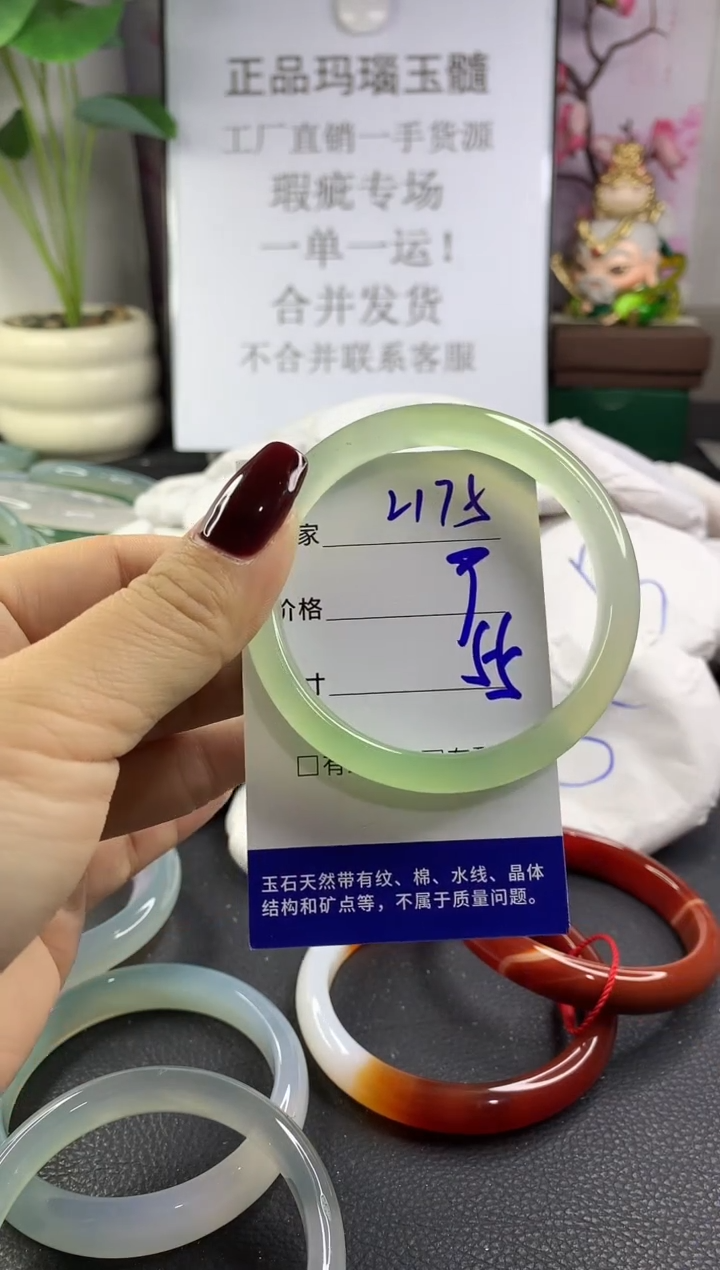 正品玛瑙玉髓
工厂直销一手货源
瑕疵专场
一单一运！
合并发货
不合并联系客服
家
价格
寸
55
□有
玉石天然带有纹、棉、水线、晶体
结构和矿点等，不属于质量问题。